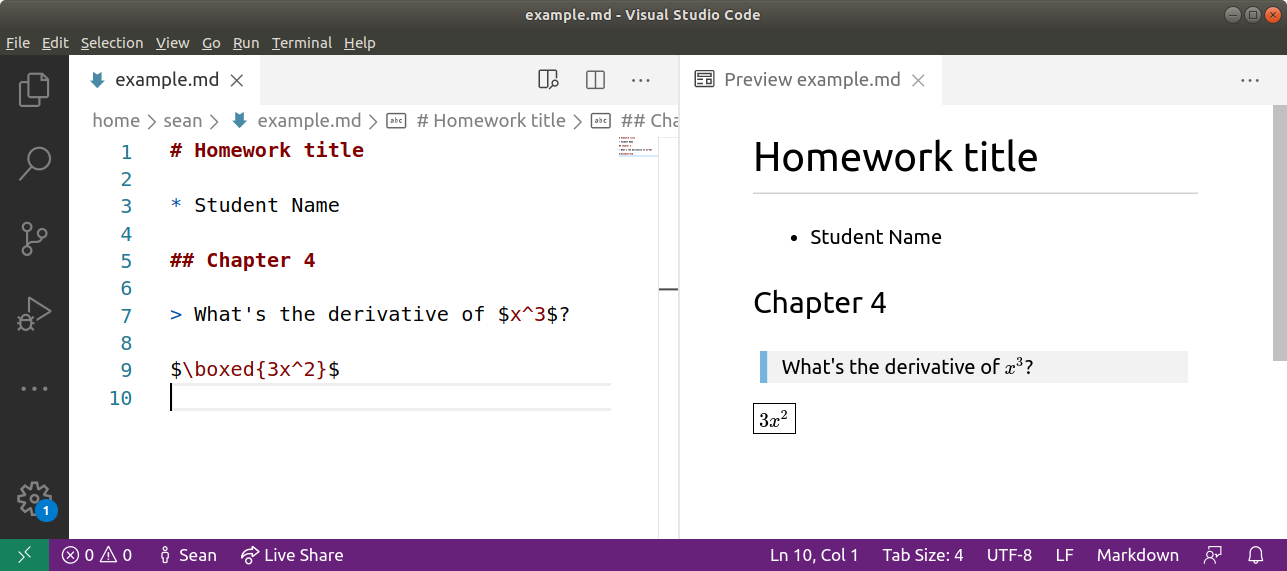 example.md - Visual Studio Code
File Edit Selection View Go Run Terminal Help
example.md
Preview example.md
home > sean > example.md > # Homework title > ## Cha
1 # Homework title
2
3 * Student Name
4
5 ## Chapter 4
6
7 > What's the derivative of $x^3$?
8
9 $\boxed{3x^2}$
10
Homework title
• Student Name
Chapter 4
What's the derivative of x³?
3x²
1
0 0 Sean Live Share Ln 10, Col 1 Tab Size: 4 UTF-8 LF Markdown